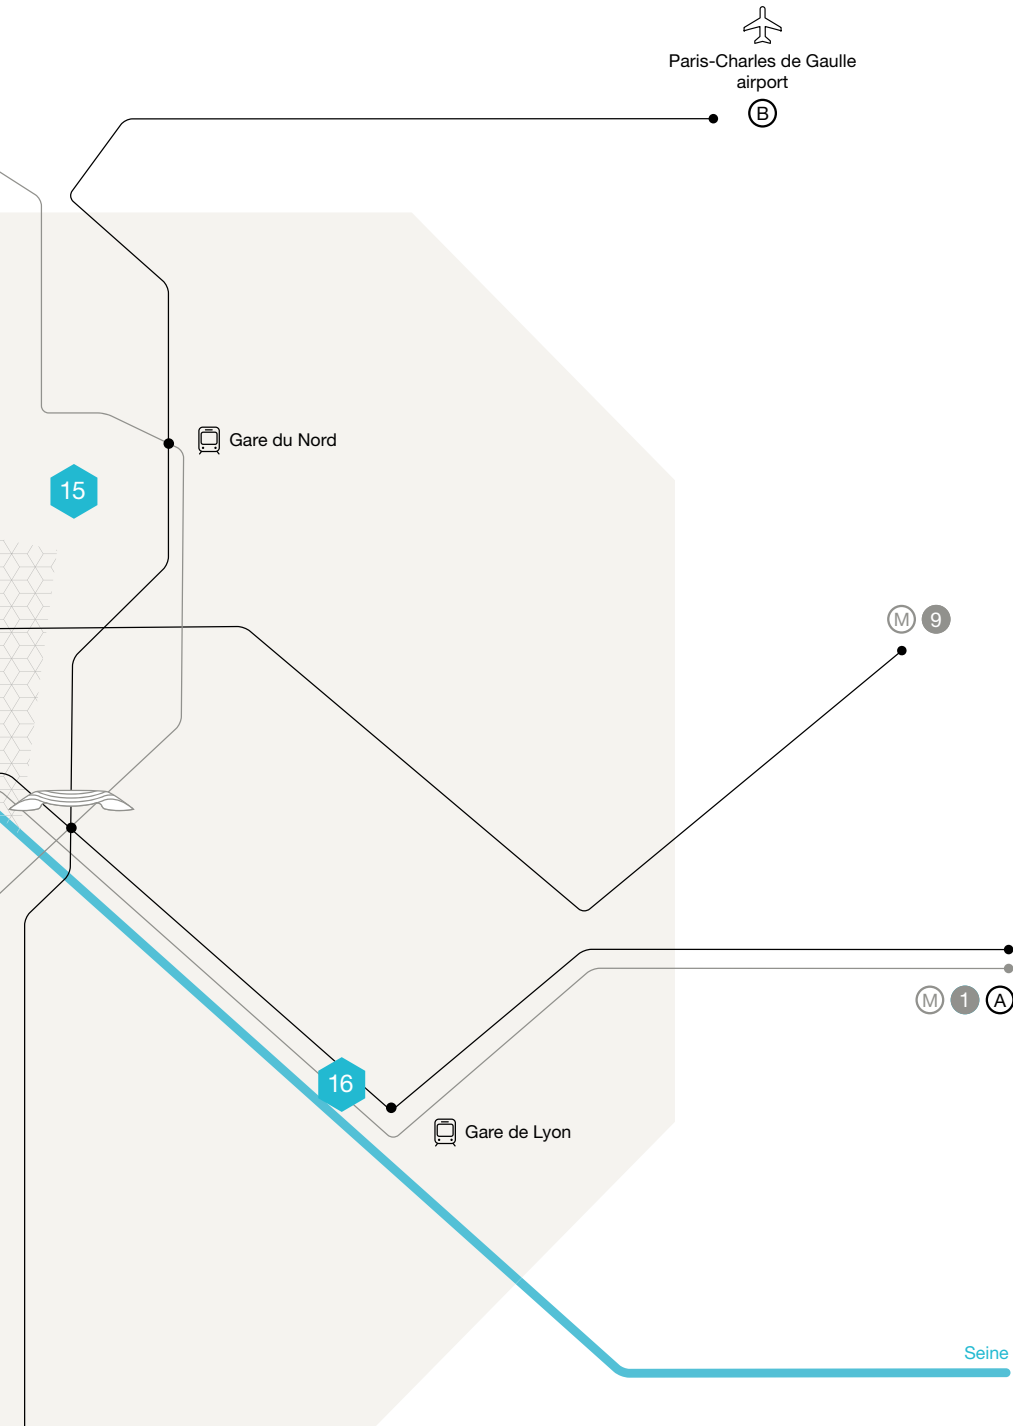 Paris-Charles de Gaulle
airport
B
Gare du Nord
15
M 9
M 1 A
16
Gare de Lyon
Seine